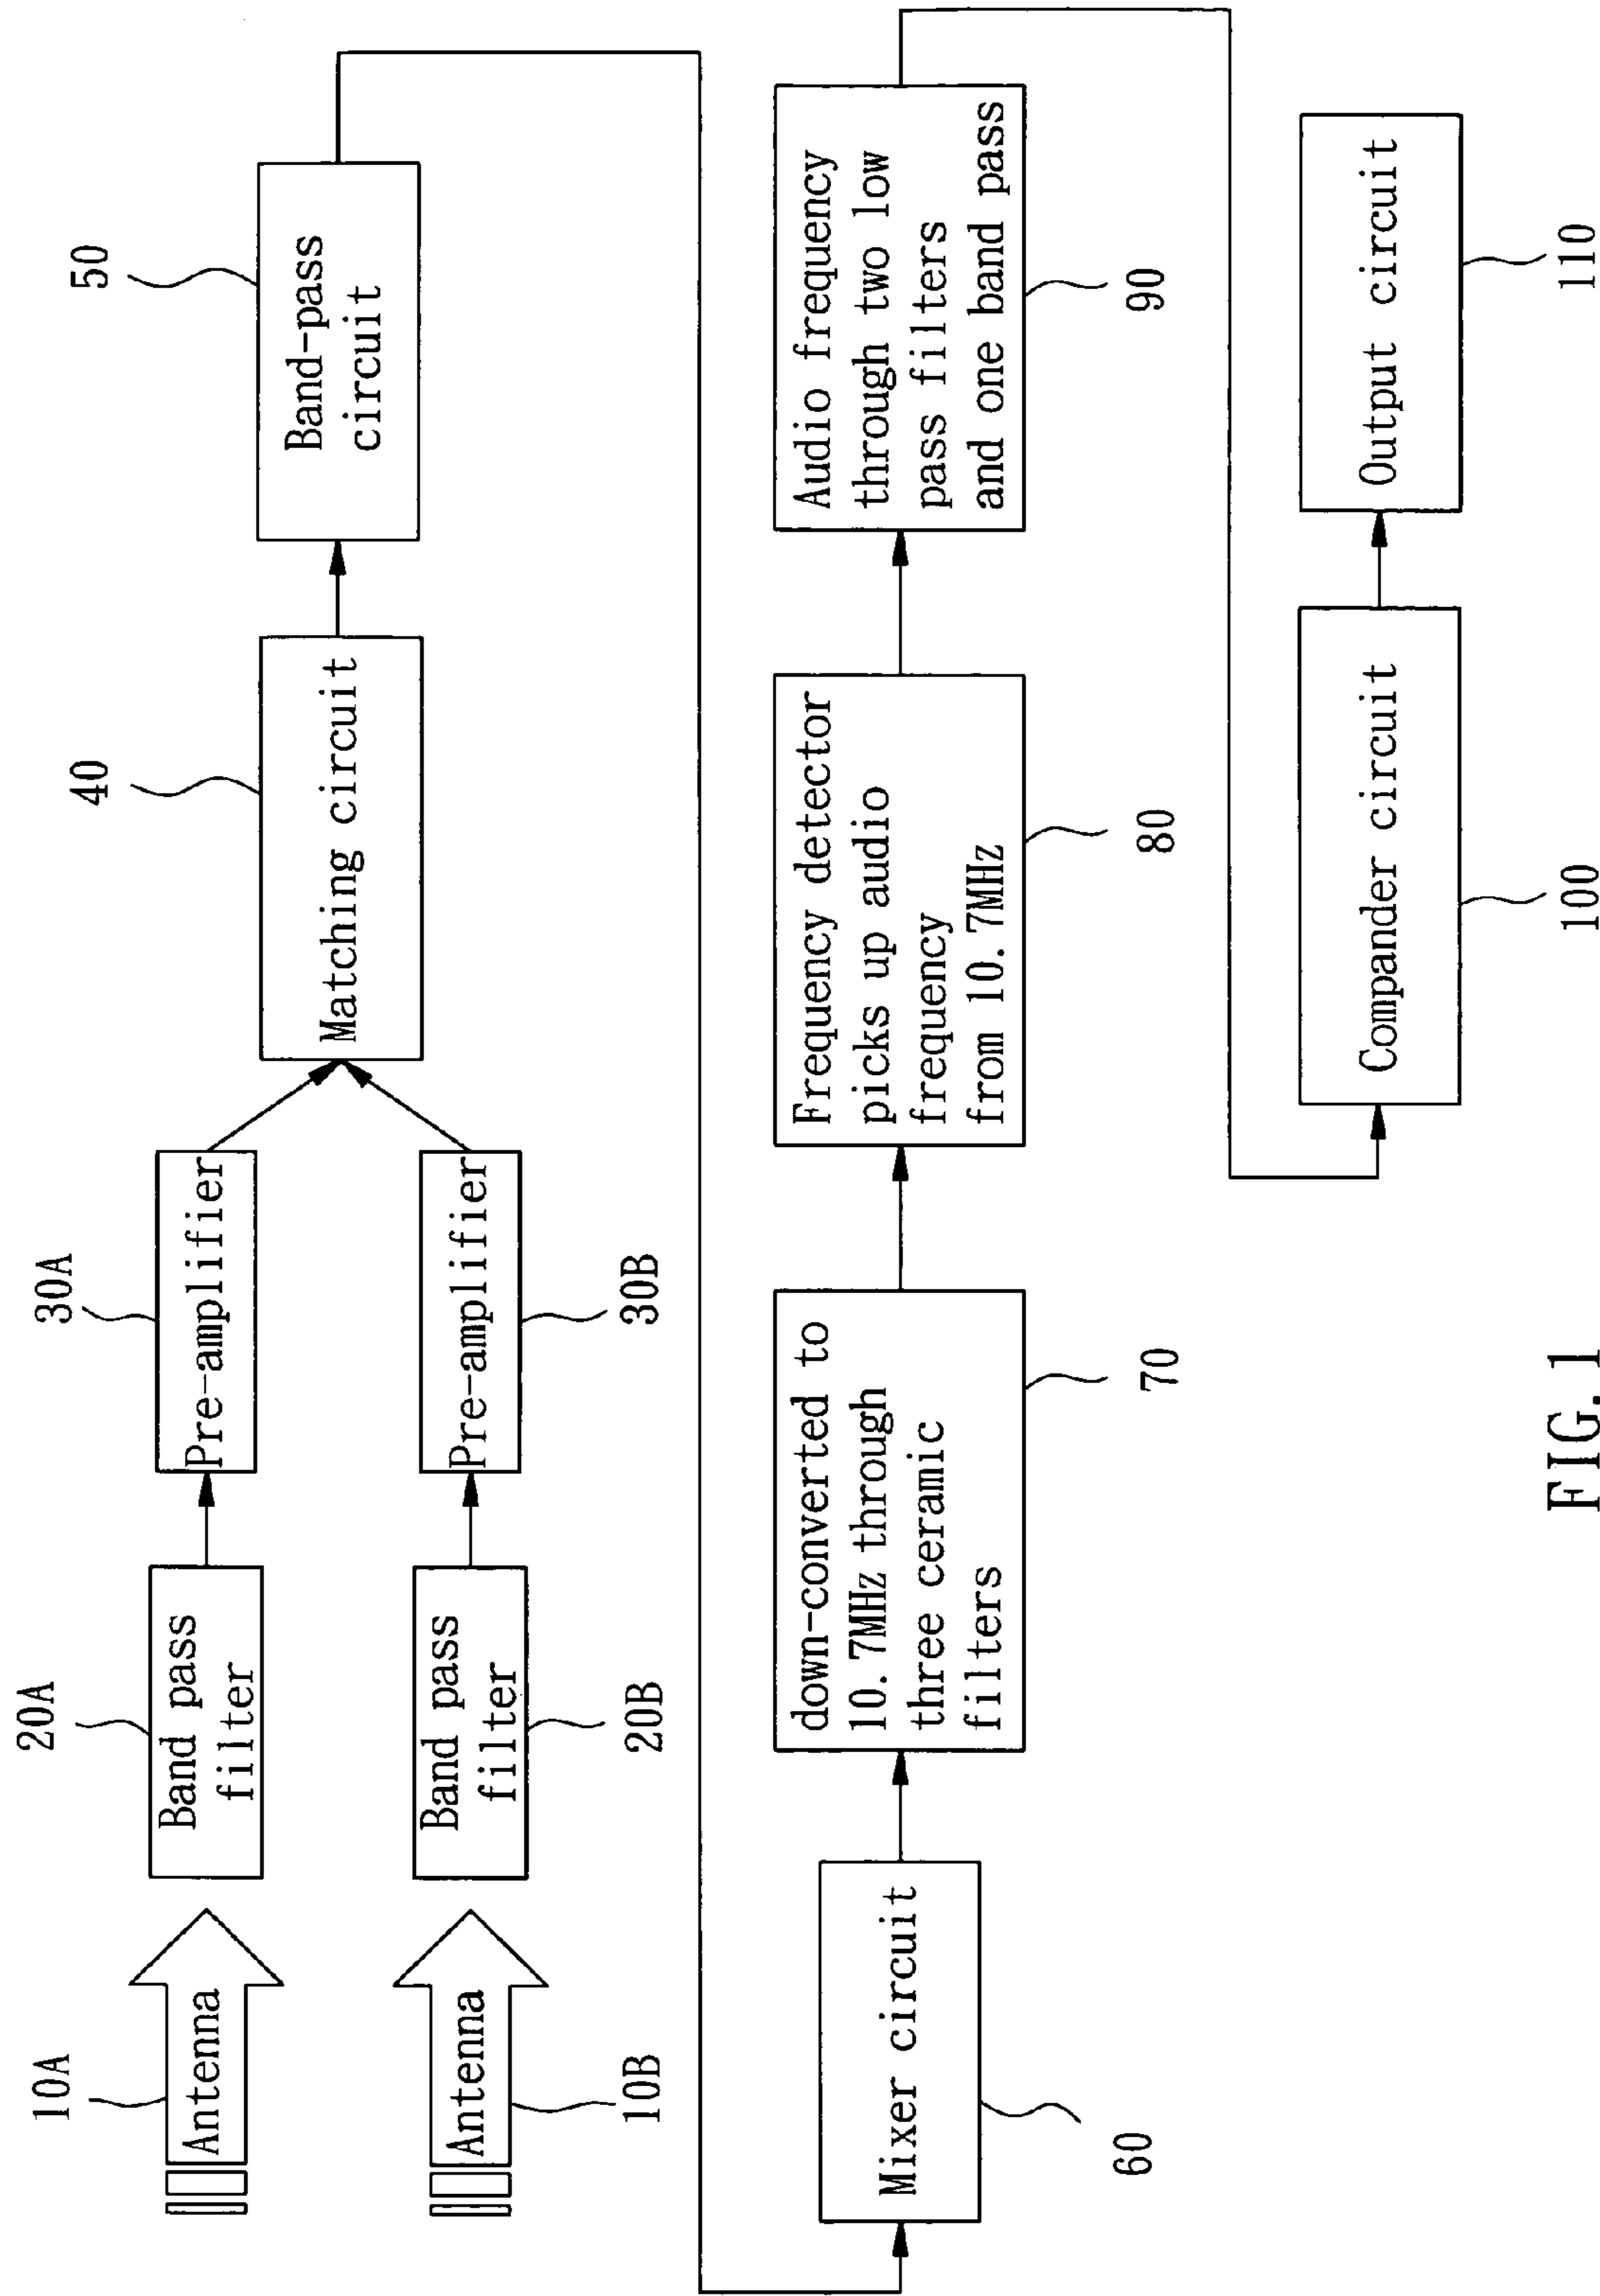 10A
Antenna
20A
Band pass
filter
30A
Pre-amplifier
40
Matching circuit
50
Band-pass
circuit
Antenna
10B
Band pass
filter
20B
Pre-amplifier
30B
Mixer circuit
60
down-converted to
10.7MHz through
three ceramic
filters
70
Frequency detector
picks up audio
frequency
from 10.7MHz
80
Audio frequency
through two low
pass filters
and one band pass
90
Compander circuit
100
Output circuit
110
FIG. 1